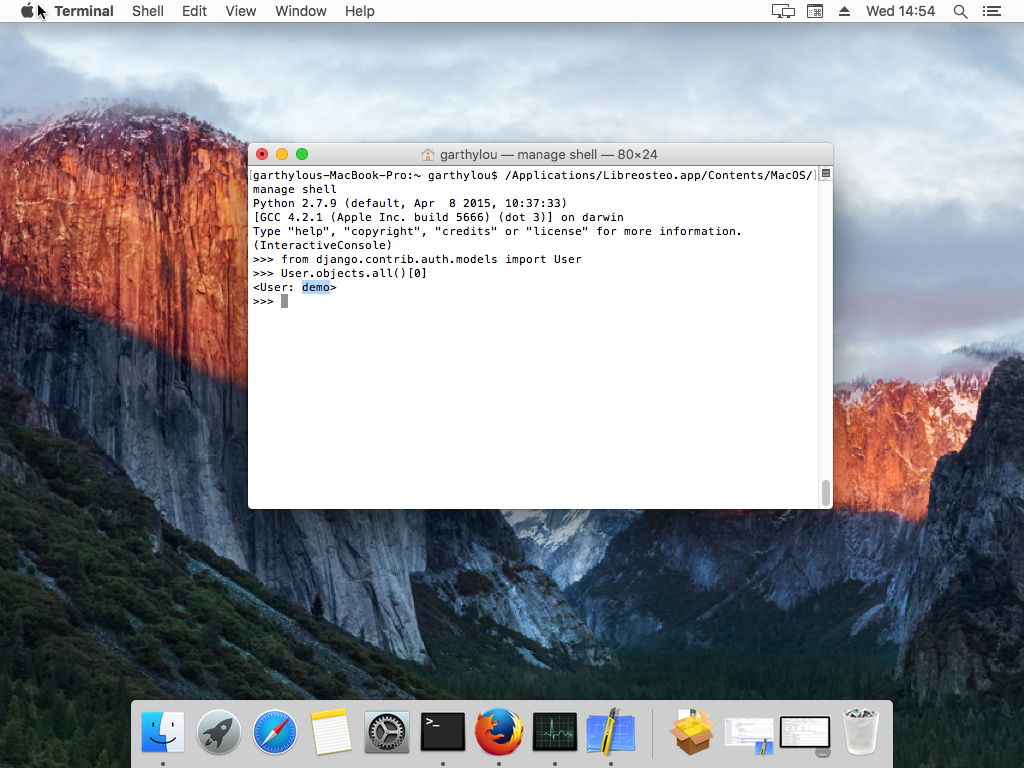 Terminal Shell Edit View Window Help Wed 14:54
garthylou — manage shell — 80×24
[garthylous-MacBook-Pro:~ garthylou$ /Applications/Libreosteo.app/Contents/MacOS/]
manage shell
Python 2.7.9 (default, Apr  8 2015, 10:37:33)
[GCC 4.2.1 (Apple Inc. build 5666) (dot 3)] on darwin
Type "help", "copyright", "credits" or "license" for more information.
(InteractiveConsole)
>>> from django.contrib.auth.models import User
>>> User.objects.all()[0]
<User: demo>
>>>
>_